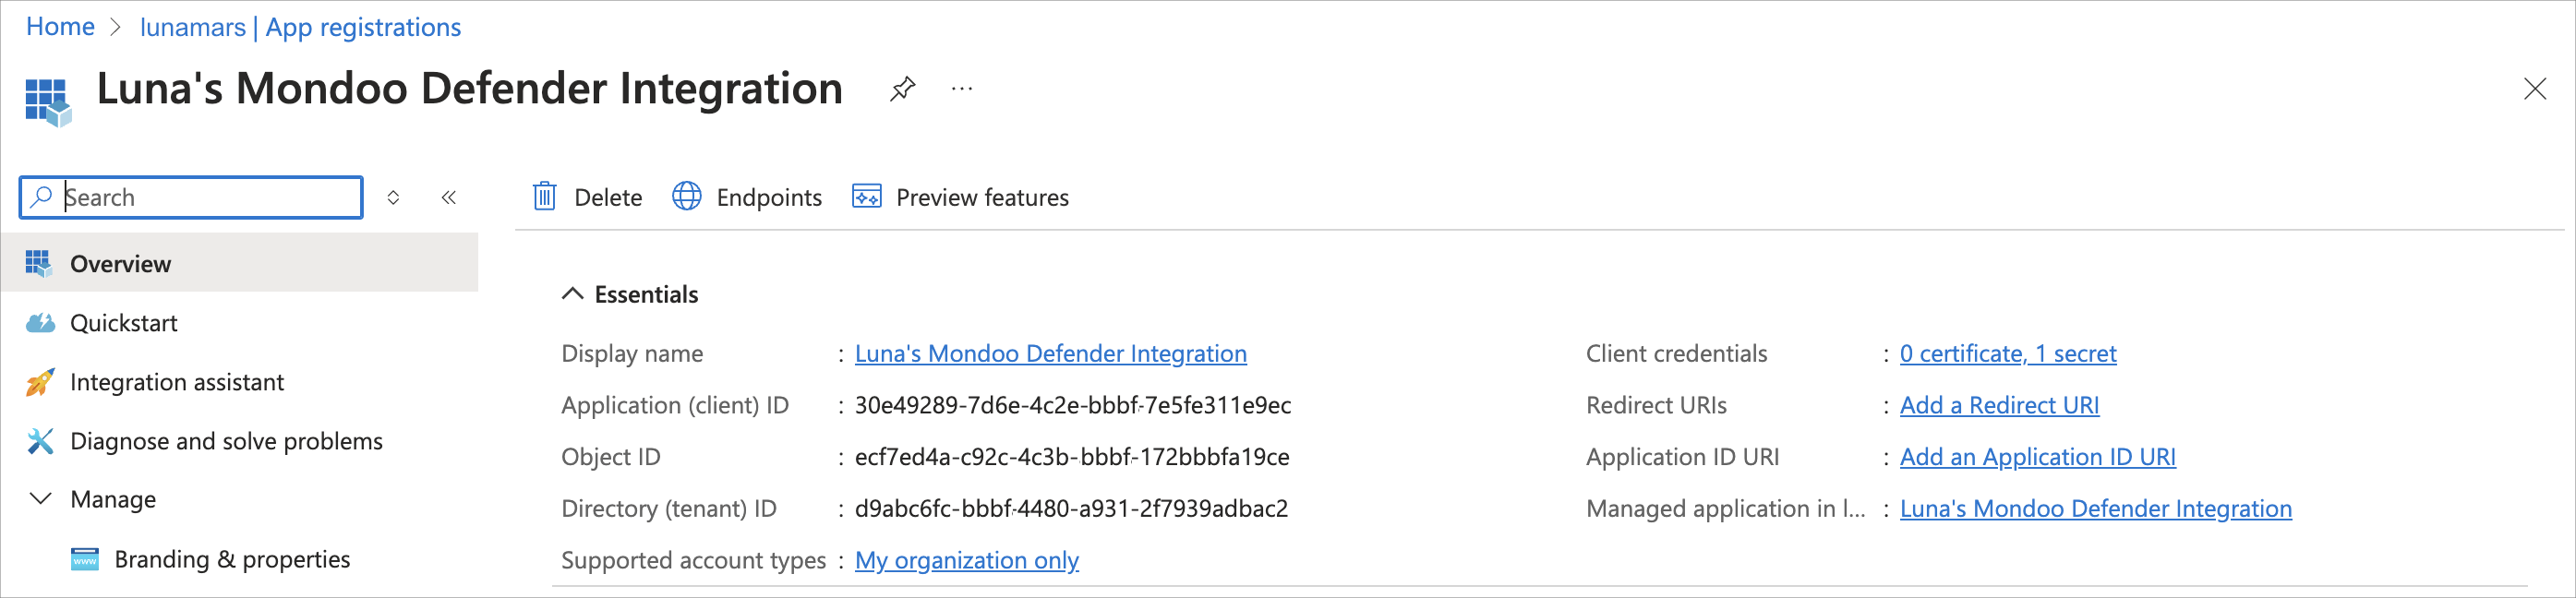 Home > lunamars | App registrations
Luna's Mondoo Defender Integration
Search
Delete Endpoints Preview features
Overview
Quickstart
Integration assistant
Diagnose and solve problems
Manage
Branding & properties
Essentials
Display name : Luna's Mondoo Defender Integration
Application (client) ID : 30e49289-7d6e-4c2e-bbbf-7e5fe311e9ec
Object ID : ecf7ed4a-c92c-4c3b-bbbf-172bbbfa19ce
Directory (tenant) ID : d9abc6fc-bbbf-4480-a931-2f7939adbac2
Supported account types : My organization only
Client credentials : 0 certificate, 1 secret
Redirect URIs : Add a Redirect URI
Application ID URI : Add an Application ID URI
Managed application in l... : Luna's Mondoo Defender Integration